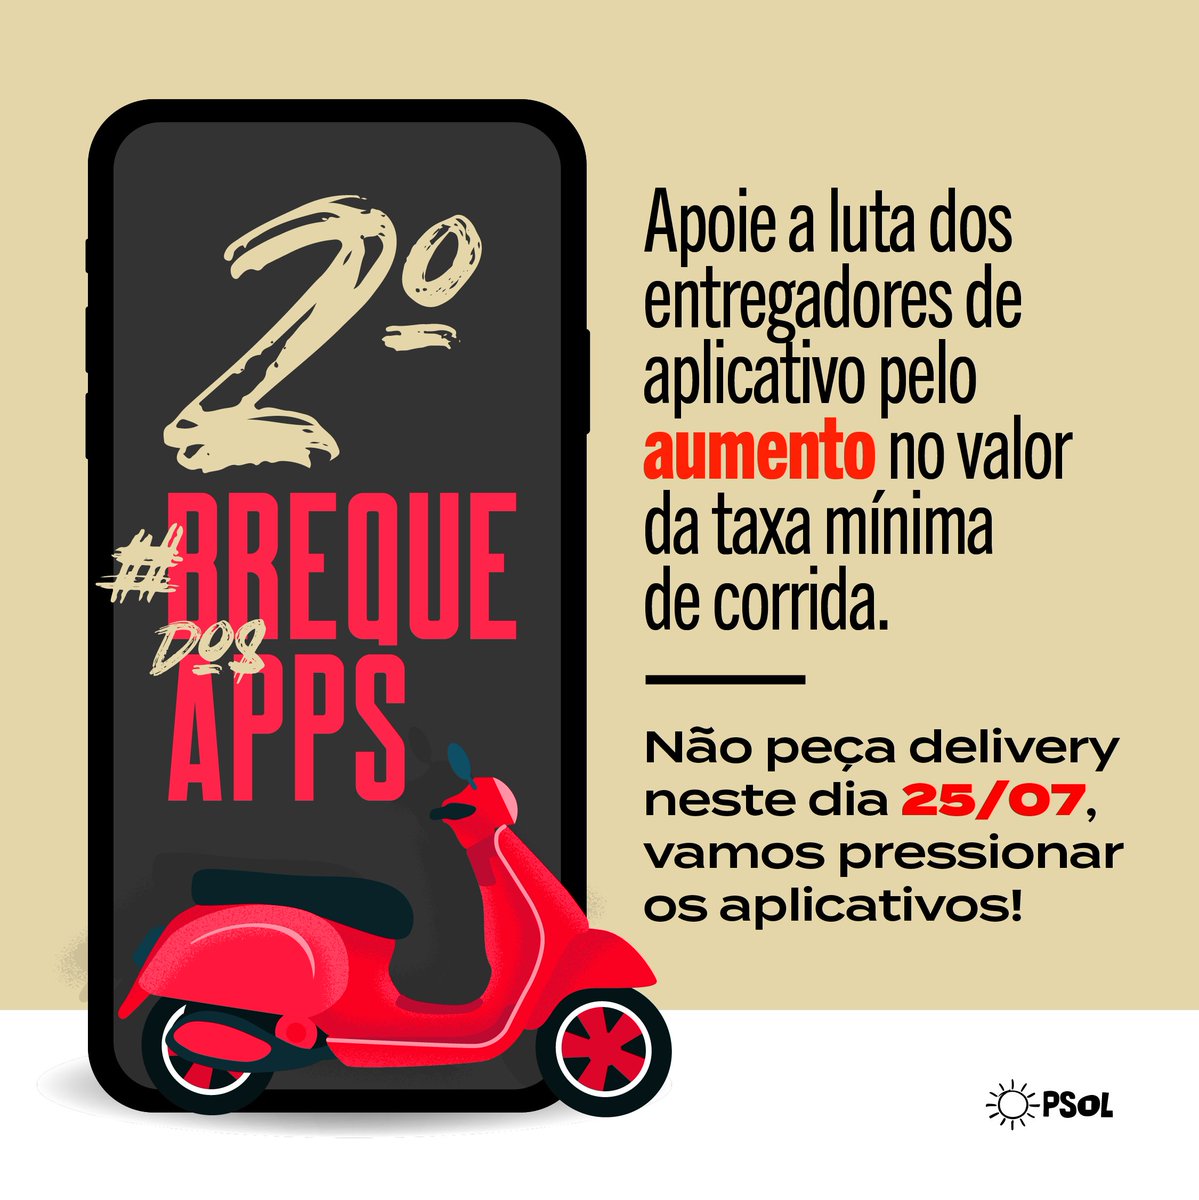 2º
#BREQUE
DOS
APPS
Apoie a luta dos
entregadores de
aplicativo pelo
aumento no valor
da taxa mínima
de corrida.
Não peça delivery
neste dia 25/07,
vamos pressionar
os aplicativos!
PSOL